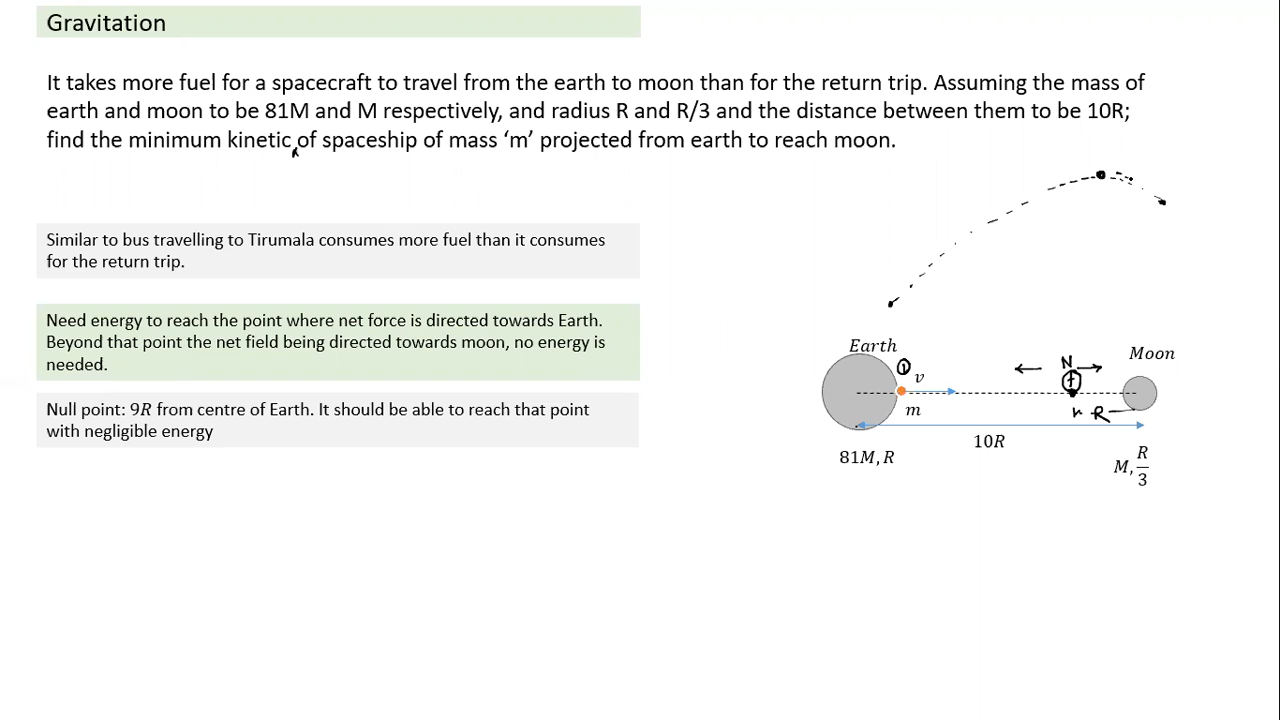 Gravitation
It takes more fuel for a spacecraft to travel from the earth to moon than for the return trip. Assuming the mass of
earth and moon to be 81M and M respectively, and radius R and R/3 and the distance between them to be 10R;
find the minimum kinetic of spaceship of mass ‘m’ projected from earth to reach moon.
Similar to bus travelling to Tirumala consumes more fuel than it consumes
for the return trip.
Need energy to reach the point where net force is directed towards Earth.
Beyond that point the net field being directed towards moon, no energy is
needed.
Null point: 9R from centre of Earth. It should be able to reach that point
with negligible energy
Earth
Moon
1
N
v
f
m
R
10R
81M, R
M, R/3